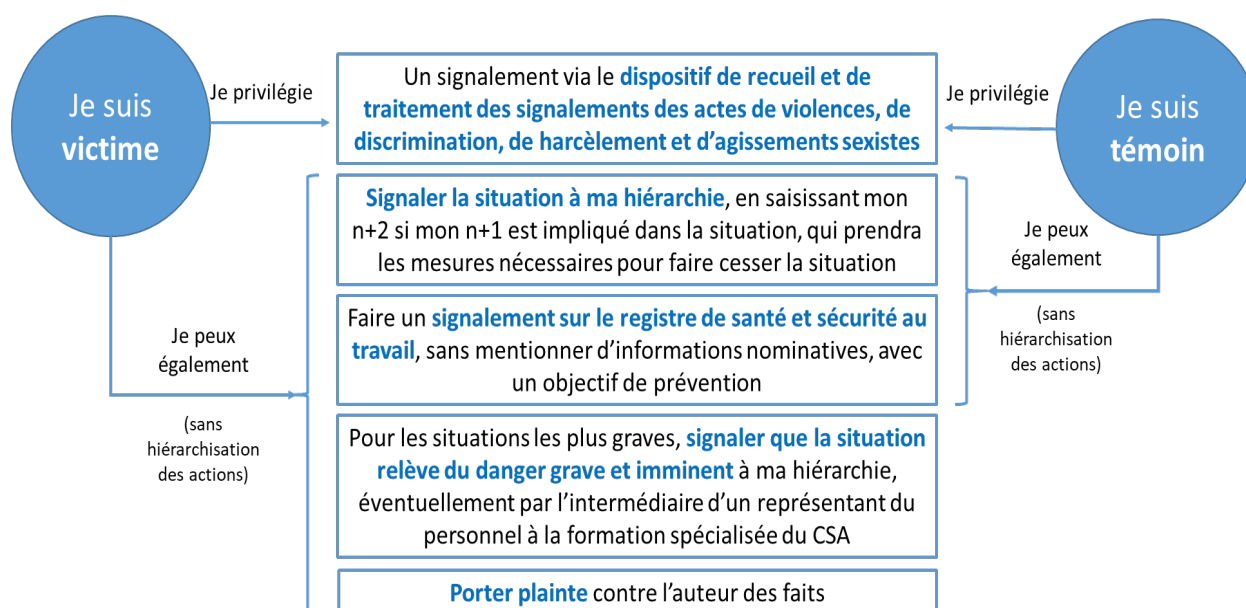 Je suis
victime
Je privilégie
Un signalement via le dispositif de recueil et de
traitement des signalements des actes de violences, de
discrimination, de harcèlement et d’agissements sexistes
Je privilégie
Je suis
témoin
Signaler la situation à ma hiérarchie, en saisissant mon
n+2 si mon n+1 est impliqué dans la situation, qui prendra
les mesures nécessaires pour faire cesser la situation
Je peux
également
(sans
hiérarchisation
des actions)
Faire un signalement sur le registre de santé et sécurité au
travail, sans mentionner d’informations nominatives, avec
un objectif de prévention
Je peux
également
(sans
hiérarchisation
des actions)
Pour les situations les plus graves, signaler que la situation
relève du danger grave et imminent à ma hiérarchie,
éventuellement par l’intermédiaire d’un représentant du
personnel à la formation spécialisée du CSA
Porter plainte contre l’auteur des faits